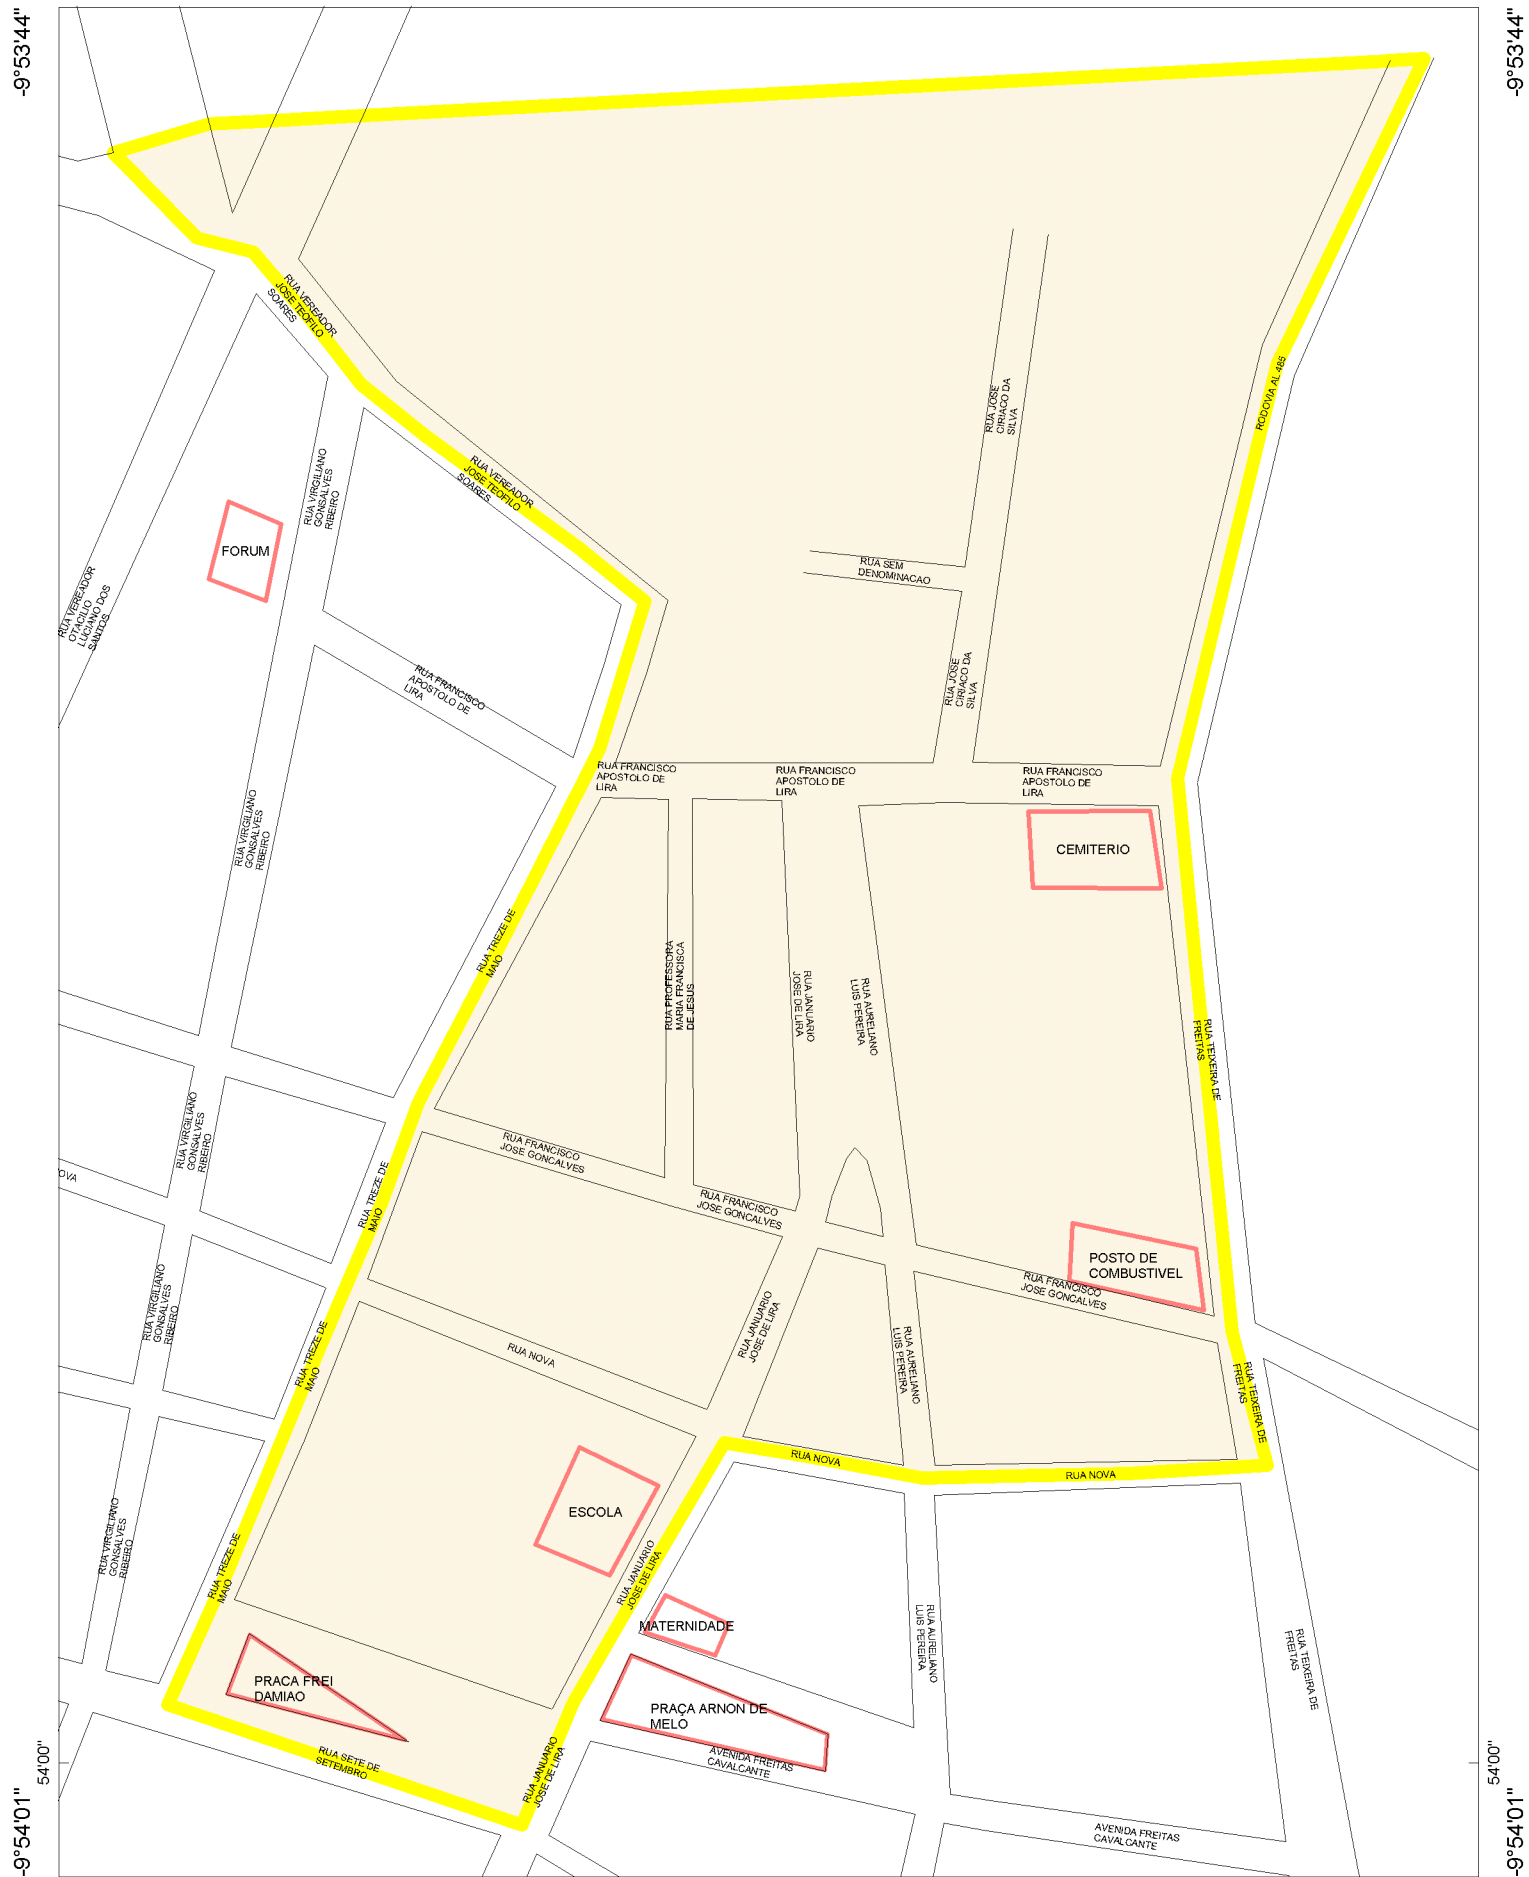 -9°53'44"
-9°53'44"
RUA VEREADOR
JOSE TEOFILO
SOARES
RODOVIA AL 485
RUA JOSE
CIRIACO DA
SILVA
RUA VEREADOR
JOSE TEOFILO
SOARES
RUA VIRGILIANO
GONSALVES
RIBEIRO
FORUM
RUA SEM
DENOMINACAO
RUA VEREADOR
OTACILIO
LUCIANO DOS
SANTOS
RUA JOSE
CIRIACO DA
SILVA
RUA FRANCISCO
APOSTOLO DE
LIRA
RUA FRANCISCO
APOSTOLO DE
LIRA
RUA FRANCISCO
APOSTOLO DE
LIRA
RUA FRANCISCO
APOSTOLO DE
LIRA
RUA VIRGILIANO
GONSALVES
RIBEIRO
CEMITERIO
RUA TREZE DE
MAIO
RUA PROFESSORA
MARIA FRANCISCA
DE JESUS
RUA JANUARIO
JOSE DE LIRA
RUA AURELIANO
LUIS PEREIRA
RUA TEIXEIRA DE
FREITAS
RUA VIRGILIANO
GONSALVES
RIBEIRO
RUA FRANCISCO
JOSE GONCALVES
OVA
RUA TREZE DE
MAIO
RUA FRANCISCO
JOSE GONCALVES
POSTO DE
COMBUSTIVEL
RUA FRANCISCO
JOSE GONCALVES
RUA VIRGILIANO
GONSALVES
RIBEIRO
RUA JANUARIO
JOSE DE LIRA
RUA TREZE DE
MAIO
RUA NOVA
RUA AURELIANO
LUIS PEREIRA
RUA TEIXEIRA DE
FREITAS
RUA NOVA
RUA NOVA
ESCOLA
RUA VIRGILIANO
GONSALVES
RIBEIRO
RUA TREZE DE
MAIO
RUA JANUARIO
JOSE DE LIRA
MATERNIDADE
RUA AURELIANO
LUIS PEREIRA
RUA TEIXEIRA DE
FREITAS
PRACA FREI
DAMIAO
PRAÇA ARNON DE
MELO
RUA SETE DE
SETEMBRO
RUA JANUARIO
JOSE DE LIRA
AVENIDA FREITAS
CAVALCANTE
54'00"
54'00"
AVENIDA FREITAS
CAVALCANTE
-9°54'01"
-9°54'01"